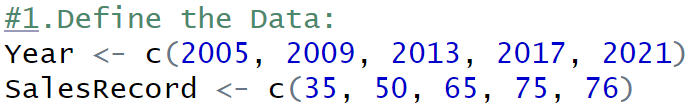 #1.Define the Data:
Year <- c(2005, 2009, 2013, 2017, 2021)
SalesRecord <- c(35, 50, 65, 75, 76)